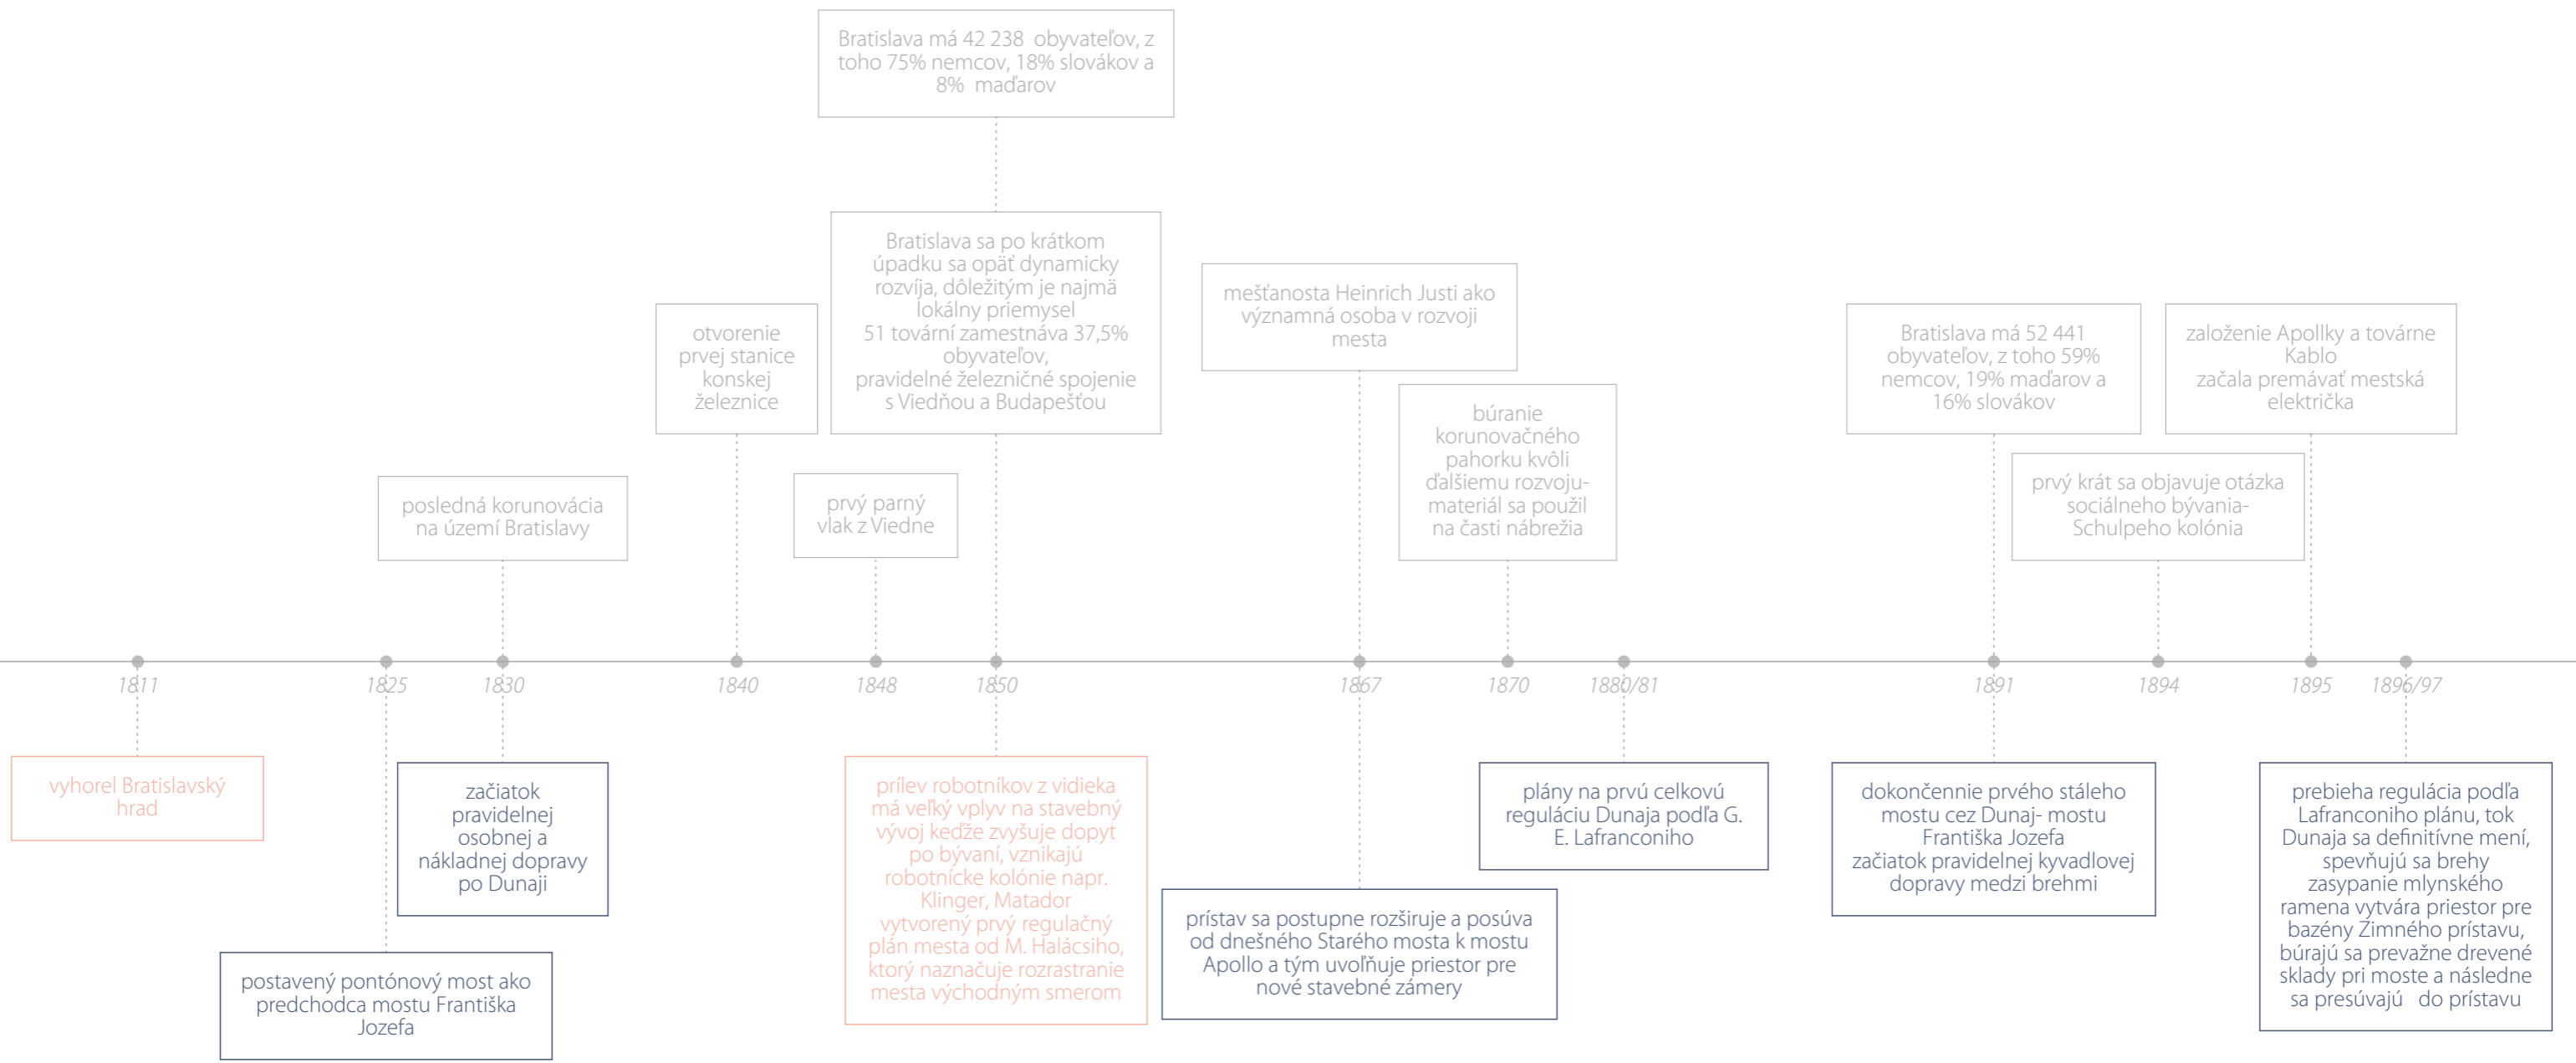 Bratislava má 42 238 obyvateľov, z
toho 75% nemcov, 18% slovákov a
8% maďarov
Bratislava sa po krátkom
úpadku sa opäť dynamicky
rozvíja, dôležitým je najmä
lokálny priemysel
51 tovární zamestnáva 37,5%
obyvateľov,
pravidelné železničné spojenie
s Viedňou a Budapešťou
mešťanosta Heinrich Justi ako
významná osoba v rozvoji
mesta
otvorenie
prvej stanice
konskej
železnice
Bratislava má 52 441
obyvateľov, z toho 59%
nemcov, 19% maďarov a
16% slovákov
založenie Apollky a továrne
Kablo
začala premávať mestská
električka
búranie
korunovačného
pahorku kvôli
ďalšiemu rozvoju-
materiál sa použil
na časti nábrežia
posledná korunovácia
na území Bratislavy
prvý parný
vlak z Viedne
prvý krát sa objavuje otázka
sociálneho bývania-
Schulpeho kolónia
1811
1825
1830
1840
1848
1850
1867
1870
1880/81
1891
1894
1895
1896/97
vyhorel Bratislavský
hrad
začiatok
pravidelnej
osobnej a
nákladnej dopravy
po Dunaji
postavený pontónový most ako
predchodca mostu Františka
Jozefa
prílev robotníkov z vidieka
má veľký vplyv na stavebný
vývoj keďže zvyšuje dopyt
po bývaní, vznikajú
robotnícke kolónie napr.
Klinger, Matador
vytvorený prvý regulačný
plán mesta od M. Halácsiho,
ktorý naznačuje rozrastranie
mesta východným smerom
prístav sa postupne rozširuje a posúva
od dnešného Starého mosta k mostu
Apollo a tým uvoľňuje priestor pre
nové stavebné zámery
plány na prvú celkovú
reguláciu Dunaja podľa G.
E. Lafranconiho
dokončennie prvého stáleho
mostu cez Dunaj- mostu
Františka Jozefa
začiatok pravidelnej kyvadlovej
dopravy medzi brehmi
prebieha regulácia podľa
Lafranconiho plánu, tok
Dunaja sa definitívne mení,
spevňujú sa brehy
zasypanie mlynského
ramena vytvára priestor pre
bazény Zimného prístavu,
búrajú sa prevažne drevené
sklady pri moste a následne
sa presúvajú do prístavu